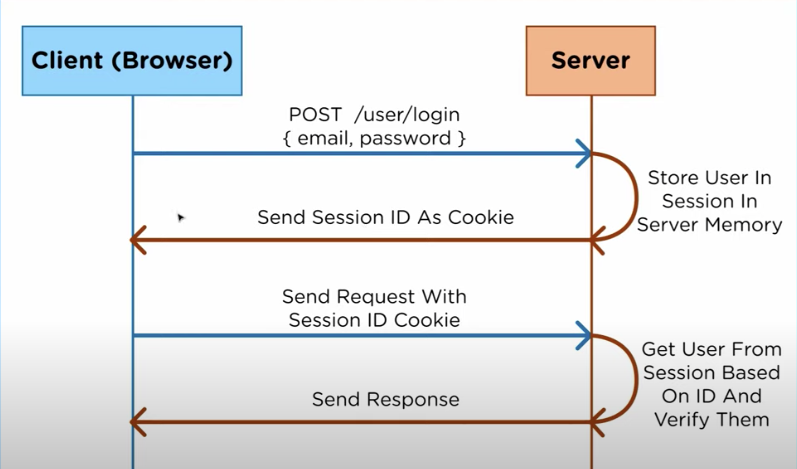 Client (Browser)
Server
POST  /user/login
{ email, password }
Store User In
Session In
Server Memory
Send Session ID As Cookie
Send Request With
Session ID Cookie
Get User From
Session Based
On ID And
Verify Them
Send Response